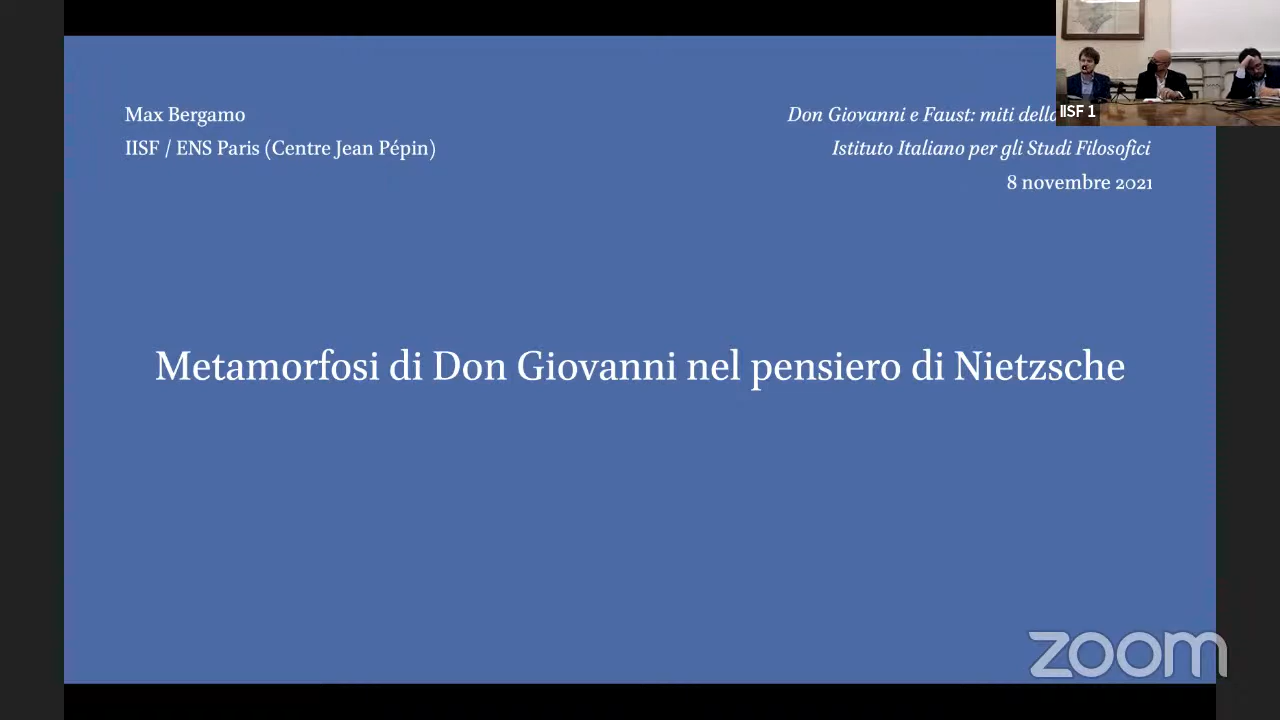 Max Bergamo
IISF / ENS Paris (Centre Jean Pépin)
Don Giovanni e Faust: miti dello
Istituto Italiano per gli Studi Filosofici
8 novembre 2021
IISF 1
Metamorfosi di Don Giovanni nel pensiero di Nietzsche
zoom